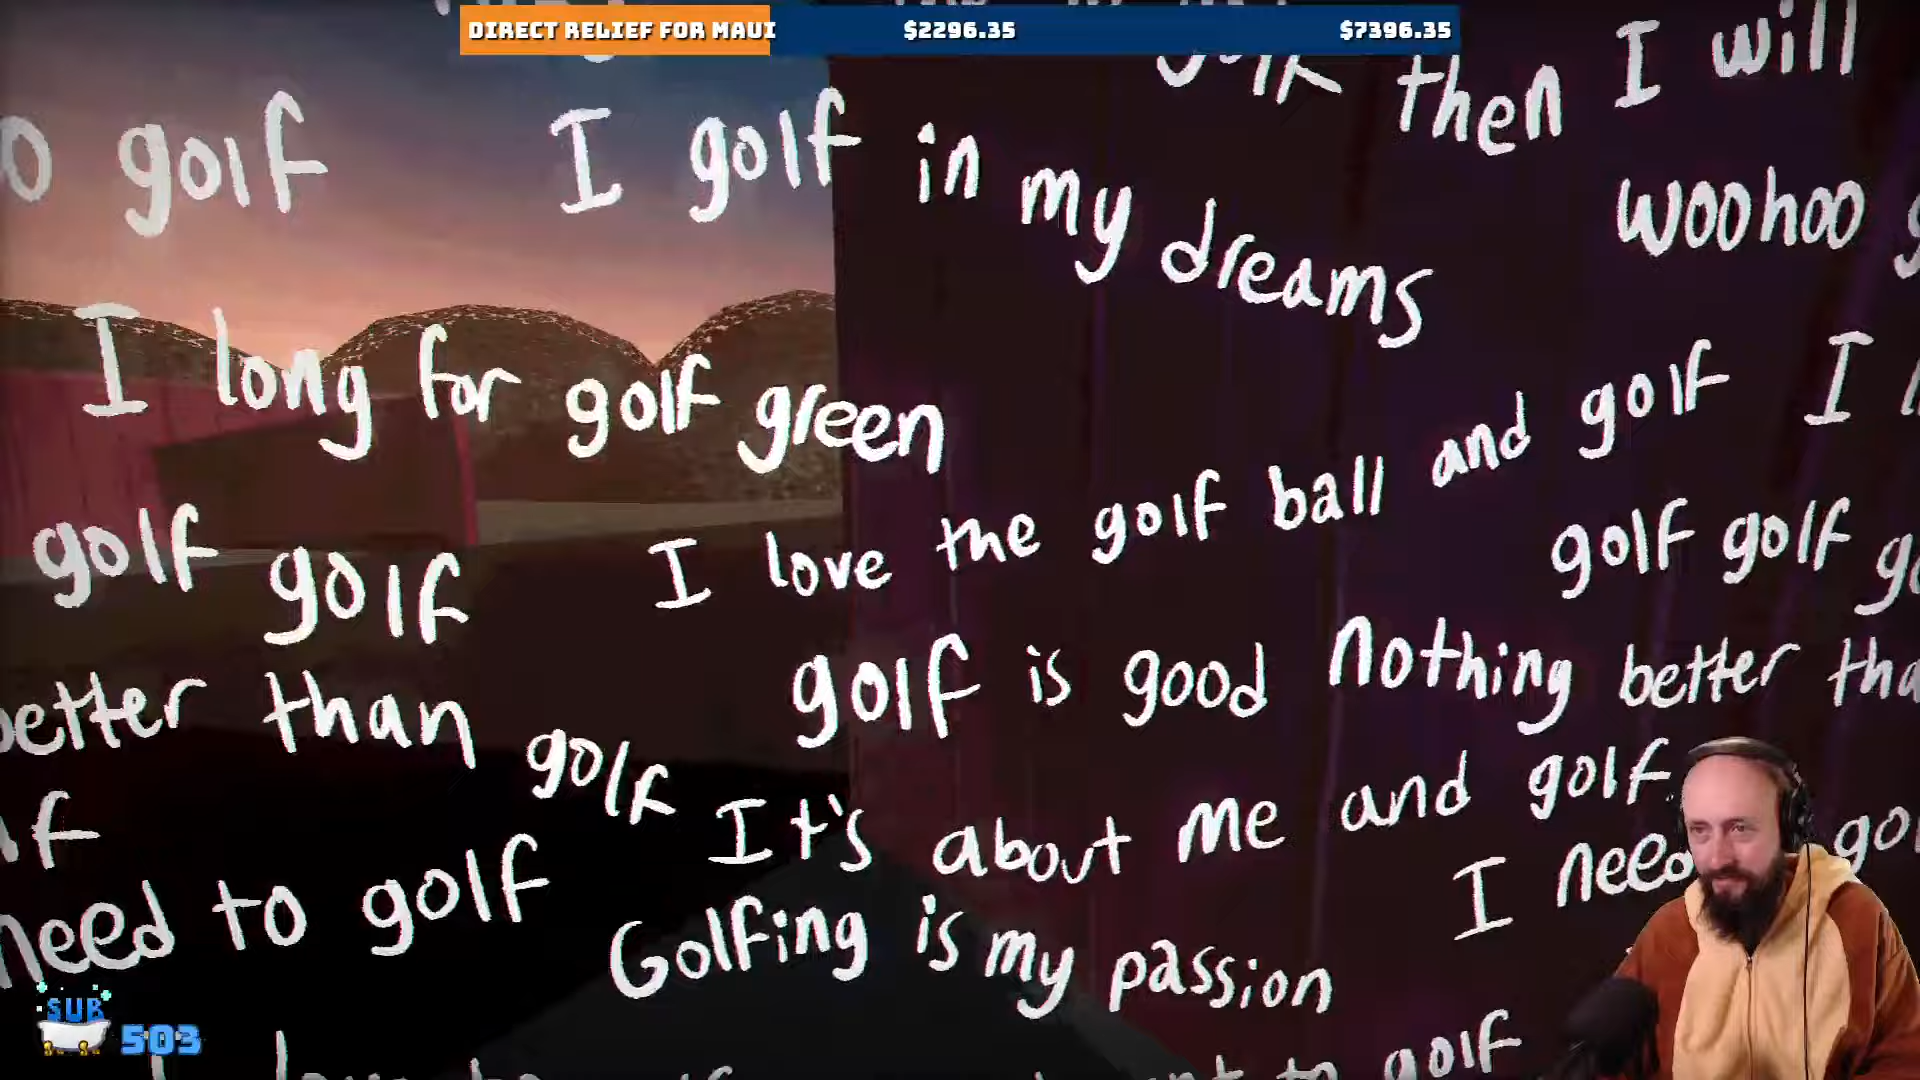 DIRECT RELIEF FOR MAUI $2296.35 $7396.35
then I will
golf I golf in my dreams
woohoo
I long for golf green
I love the golf ball and golf I
golf golf
golf golf
golf is good nothing better
better than golf
It's about me and golf
need to golf
I need
Golfing is my passion
SUB 503
to golf